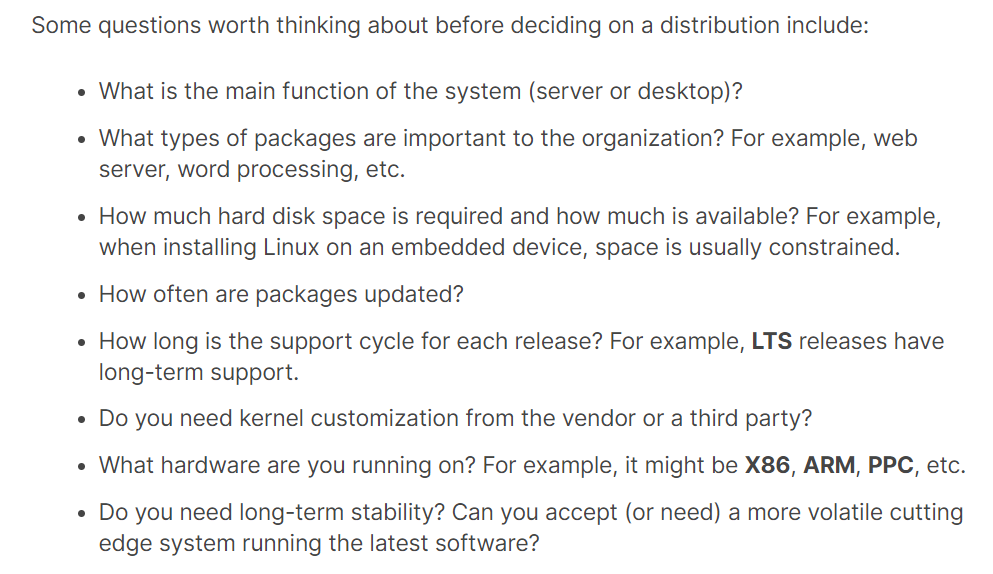 Some questions worth thinking about before deciding on a distribution include:
• What is the main function of the system (server or desktop)?
• What types of packages are important to the organization? For example, web
server, word processing, etc.
• How much hard disk space is required and how much is available? For example,
when installing Linux on an embedded device, space is usually constrained.
• How often are packages updated?
• How long is the support cycle for each release? For example, LTS releases have
long-term support.
• Do you need kernel customization from the vendor or a third party?
• What hardware are you running on? For example, it might be X86, ARM, PPC, etc.
• Do you need long-term stability? Can you accept (or need) a more volatile cutting
edge system running the latest software?